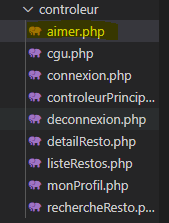 controleur
aimer.php
cgu.php
connexion.php
controleurPrincip...
deconnexion.php
detailResto.php
listeRestos.php
monProfil.php
rechercheResto.p...